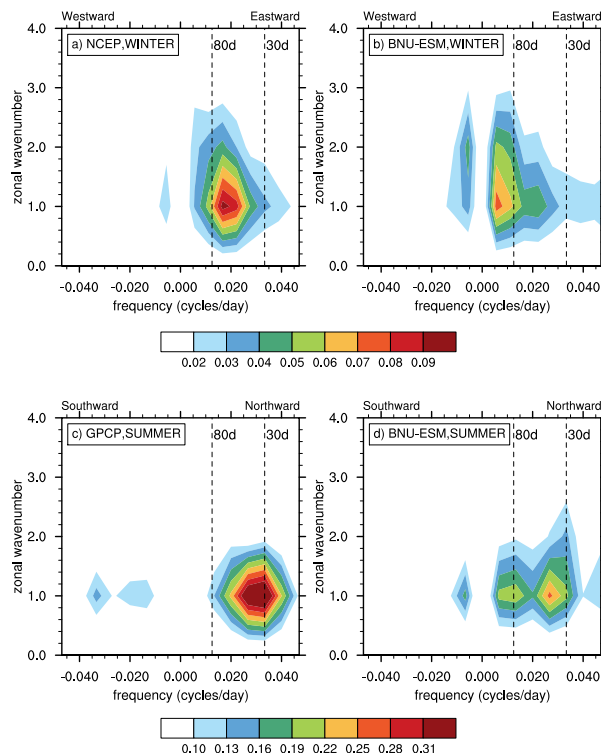 Westward Eastward
a) NCEP,WINTER 80d 30d
4.0
3.0
2.0
1.0
0.0
zonal wavenumber
-0.040 -0.020 0.000 0.020 0.040
frequency (cycles/day)
Westward Eastward
b) BNU-ESM,WINTER 80d 30d
4.0
3.0
2.0
1.0
0.0
zonal wavenumber
-0.040 -0.020 0.000 0.020 0.040
frequency (cycles/day)
0.02 0.03 0.04 0.05 0.06 0.07 0.08 0.09
Southward Northward
c) GPCP,SUMMER 80d 30d
4.0
3.0
2.0
1.0
0.0
zonal wavenumber
-0.040 -0.020 0.000 0.020 0.040
frequency (cycles/day)
Southward Northward
d) BNU-ESM,SUMMER 80d 30d
4.0
3.0
2.0
1.0
0.0
zonal wavenumber
-0.040 -0.020 0.000 0.020 0.040
frequency (cycles/day)
0.10 0.13 0.16 0.19 0.22 0.25 0.28 0.31